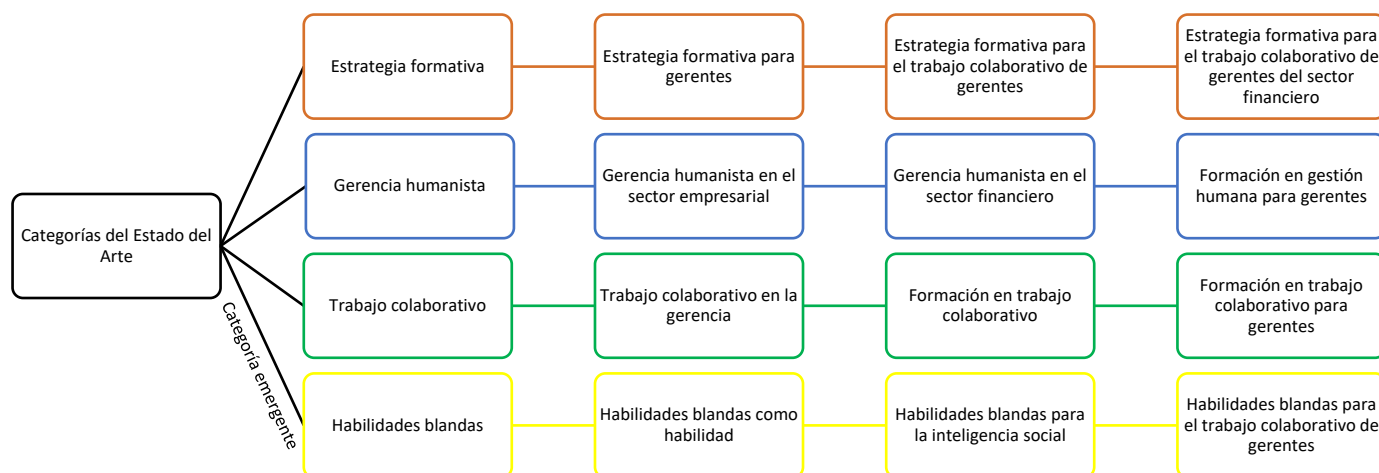 Estrategia formativa
Estrategia formativa para
gerentes
Estrategia formativa para
el trabajo colaborativo de
gerentes
Estrategia formativa para
el trabajo colaborativo de
gerentes del sector
financiero
Categorías del Estado del
Arte
Gerencia humanista
Gerencia humanista en el
sector empresarial
Gerencia humanista en el
sector financiero
Formación en gestión
humana para gerentes
Trabajo colaborativo
Trabajo colaborativo en la
gerencia
Formación en trabajo
colaborativo
Formación en trabajo
colaborativo para
gerentes
Categoría emergente
Habilidades blandas
Habilidades blandas como
habilidad
Habilidades blandas para
la inteligencia social
Habilidades blandas para
el trabajo colaborativo de
gerentes